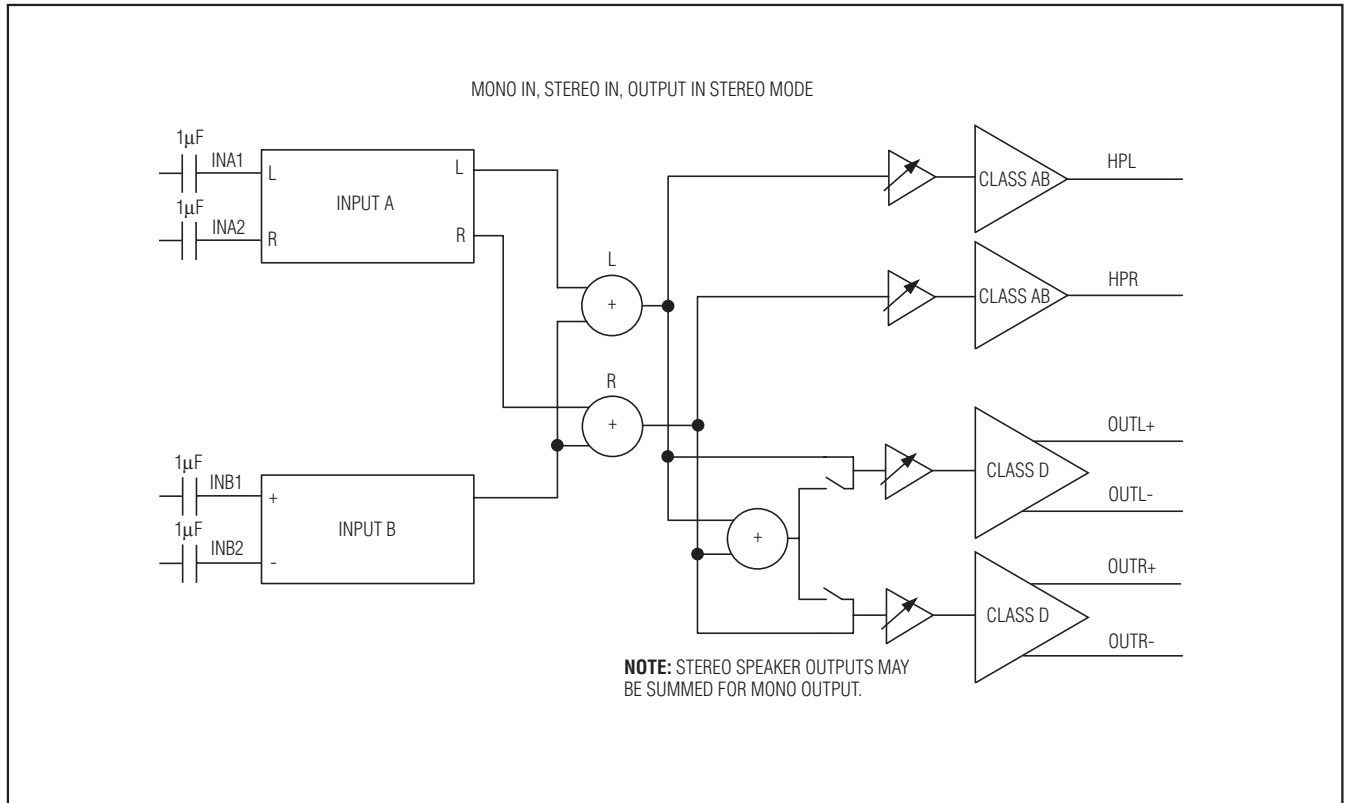 MONO IN, STEREO IN, OUTPUT IN STEREO MODE
1μF
INA1
L
1μF
INA2
R
INPUT A
L
R
L
+
R
+
1μF
INB1
+
1μF
INB2
-
INPUT B
+
CLASS AB
HPL
CLASS AB
HPR
CLASS D
OUTL+
OUTL-
CLASS D
OUTR+
OUTR-
NOTE: STEREO SPEAKER OUTPUTS MAY
BE SUMMED FOR MONO OUTPUT.